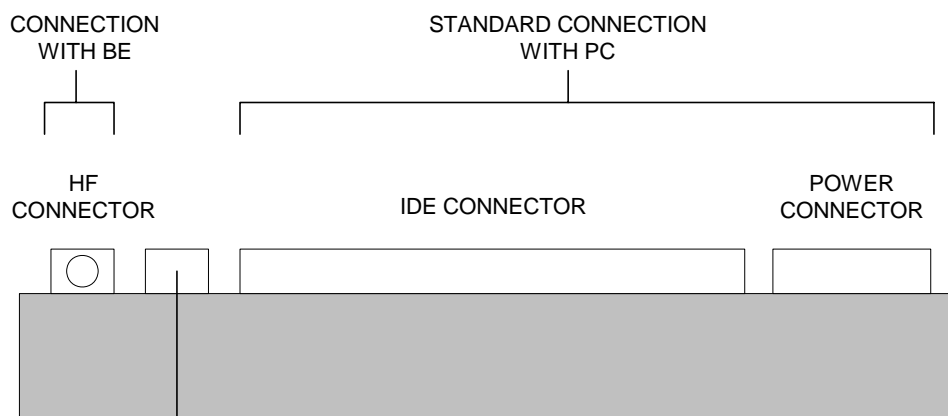 CONNECTION
WITH BE
STANDARD CONNECTION
WITH PC
HF
CONNECTOR
IDE CONNECTOR
POWER
CONNECTOR